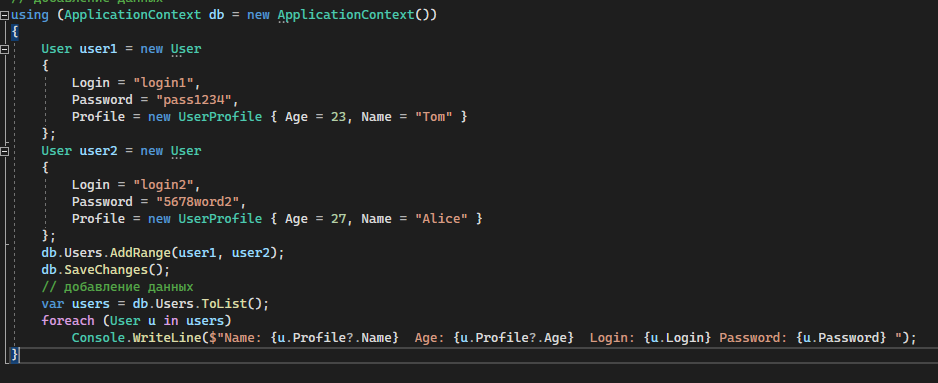 // добавление данных
using (ApplicationContext db = new ApplicationContext())
{
    User user1 = new User
    {
        Login = "login1",
        Password = "pass1234",
        Profile = new UserProfile { Age = 23, Name = "Tom" }
    };
    User user2 = new User
    {
        Login = "login2",
        Password = "5678word2",
        Profile = new UserProfile { Age = 27, Name = "Alice" }
    };
    db.Users.AddRange(user1, user2);
    db.SaveChanges();
    // добавление данных
    var users = db.Users.ToList();
    foreach (User u in users)
        Console.WriteLine($"Name: {u.Profile?.Name}  Age: {u.Profile?.Age}  Login: {u.Login} Password: {u.Password} ");
}